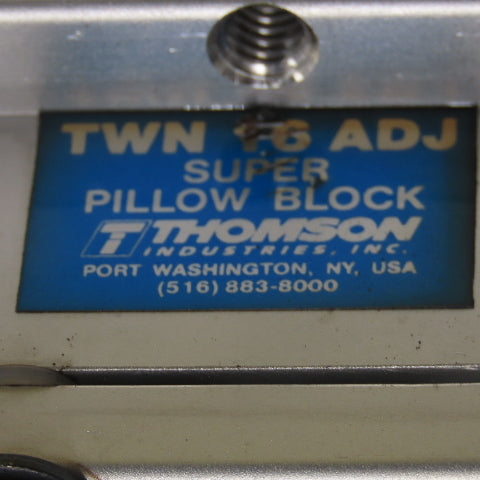 TWN 16 ADJ
SUPER
PILLOW BLOCK
T THOMSON
INDUSTRIES, INC.
PORT WASHINGTON, NY, USA
(516) 883-8000